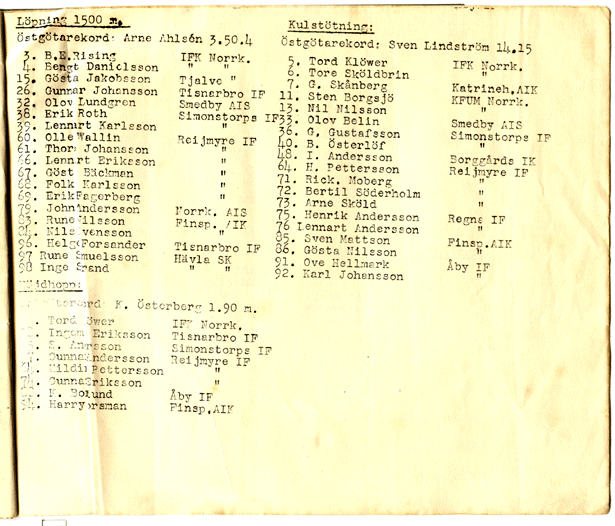 Löpning 1500 m.
Östgötarekord: Arne Ahlsén 3.50.4
3. B.E.Rising IFK Norrk.
4. Bengt Danielsson " "
15. Gösta Jakobsson Tjalve "
26. Gunnar Johansson Tisnarbro IF
32. Olov Lundgren Smedby AIS
38. Erik Roth Simonstorps IF
39. Lennart Karlsson "
60. Olle Wallin Reijmyre IF
61. Thor Johansson "
66. Lennart Eriksson "
67. Göst Bäckman "
68. Folk Karlsson "
69. Erik Fagerberg "
79. John Andersson Norrk. AIS
83. Rune Nilsson Finsp. AIK
84. Nils Svensson "
96. Helge Forsander Tisnarbro IF
97 Rune Smuelsson Hävla SK
98 Inge Strand " "
Höjdhopp:
K. Österberg 1.90 m.
Tord Klöwer IFK Norrk.
Ingem Eriksson Tisnarbro IF
Simonstorps IF
Gunnar Andersson Reijmyre IF
Pettersson "
Gunnar Eriksson "
K. Boland Åby IF
Harry Finsp.AIK
Kulstötning:
Östgötarekord: Sven Lindström 14.15
5. Tord Klöwer IFK Norrk.
6. Tore Sköldbrin "
7. G. Skånberg Katrineh.AIK
11. Sten Borgsjö KFUM Norrk.
13. Nil Nilsson "
33. Olov Belin Smedby AIS
36. G. Gustafsson Simonstorps IF
40. B. Österlöf "
48. I. Andersson Borggårds IK
64. H. Pettersson Reijmyre IF
71. Rick. Moberg "
72. Bertil Söderholm "
73. Arne Sköld "
75. Henrik Andersson Regna IF
76 Lennart Andersson "
85. Sven Mattson Finsp.AIK
86. Gösta Nilsson "
91. Ove Hellmark Åby IF
92. Karl Johansson "